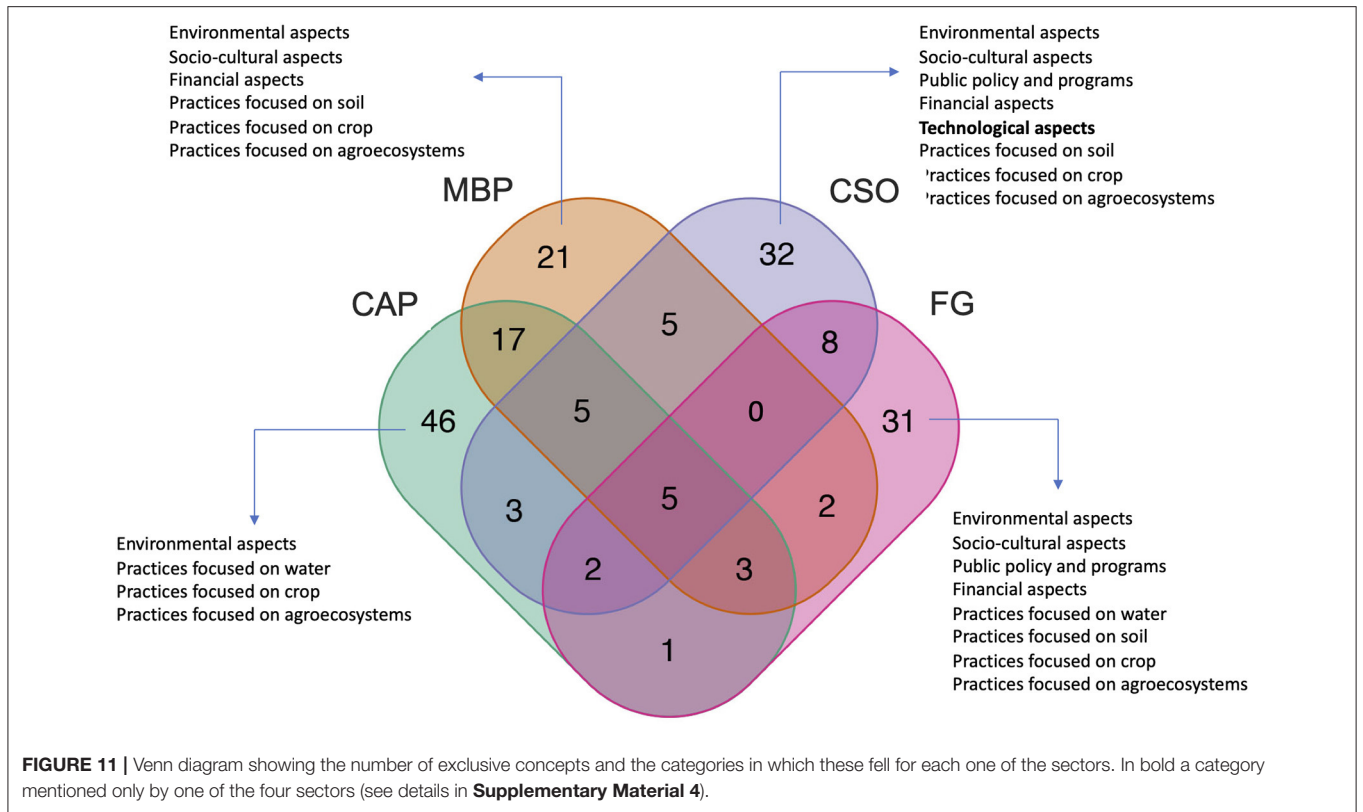 Environmental aspects
Socio-cultural aspects
Financial aspects
Practices focused on soil
Practices focused on crop
Practices focused on agroecosystems
Environmental aspects
Socio-cultural aspects
Public policy and programs
Financial aspects
Technological aspects
Practices focused on soil
Practices focused on crop
Practices focused on agroecosystems
MBP
CSO
CAP
FG
21
32
17
5
8
46
5
0
31
3
5
2
2
3
1
Environmental aspects
Practices focused on water
Practices focused on crop
Practices focused on agroecosystems
Environmental aspects
Socio-cultural aspects
Public policy and programs
Financial aspects
Practices focused on water
Practices focused on soil
Practices focused on crop
Practices focused on agroecosystems
FIGURE 11 | Venn diagram showing the number of exclusive concepts and the categories in which these fell for each one of the sectors. In bold a category
mentioned only by one of the four sectors (see details in Supplementary Material 4).